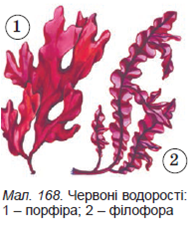 1
2
Мал. 168. Червоні водорості:
1 – порфіра; 2 – філофора